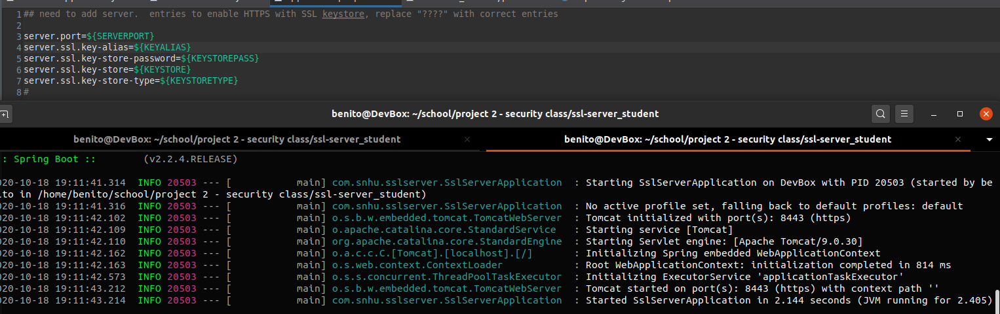 1 ## need to add server. entries to enable HTTPS with SSL keystore, replace "????" with correct entries
2
3 server.port=${SERVERPORT}
4 server.ssl.key-alias=${KEYALIAS}
5 server.ssl.key-store-password=${KEYSTOREPASS}
6 server.ssl.key-store=${KEYSTORE}
7 server.ssl.key-store-type=${KEYSTORETYPE}
8 #
benito@DevBox: ~/school/project 2 - security class/ssl-server_student
benito@DevBox: ~/school/project 2 - security class/ssl-server_student × benito@DevBox: ~/school/project 2 - security class/ssl-server_student ×
: Spring Boot :: (v2.2.4.RELEASE)
020-10-18 19:11:41.314 INFO 20503 --- [ main] com.snhu.sslserver.SslServerApplication : Starting SslServerApplication on DevBox with PID 20503 (started by be
ito in /home/benito/school/project 2 - security class/ssl-server_student)
020-10-18 19:11:41.316 INFO 20503 --- [ main] com.snhu.sslserver.SslServerApplication : No active profile set, falling back to default profiles: default
020-10-18 19:11:42.102 INFO 20503 --- [ main] o.s.b.w.embedded.tomcat.TomcatWebServer : Tomcat initialized with port(s): 8443 (https)
020-10-18 19:11:42.109 INFO 20503 --- [ main] o.apache.catalina.core.StandardService : Starting service [Tomcat]
020-10-18 19:11:42.110 INFO 20503 --- [ main] org.apache.catalina.core.StandardEngine : Starting Servlet engine: [Apache Tomcat/9.0.30]
020-10-18 19:11:42.162 INFO 20503 --- [ main] o.a.c.c.C.[Tomcat].[localhost].[/] : Initializing Spring embedded WebApplicationContext
020-10-18 19:11:42.163 INFO 20503 --- [ main] o.s.web.context.ContextLoader : Root WebApplicationContext: initialization completed in 814 ms
020-10-18 19:11:42.573 INFO 20503 --- [ main] o.s.s.concurrent.ThreadPoolTaskExecutor : Initializing ExecutorService 'applicationTaskExecutor'
020-10-18 19:11:43.212 INFO 20503 --- [ main] o.s.b.w.embedded.tomcat.TomcatWebServer : Tomcat started on port(s): 8443 (https) with context path ''
020-10-18 19:11:43.214 INFO 20503 --- [ main] com.snhu.sslserver.SslServerApplication : Started SslServerApplication in 2.144 seconds (JVM running for 2.405)